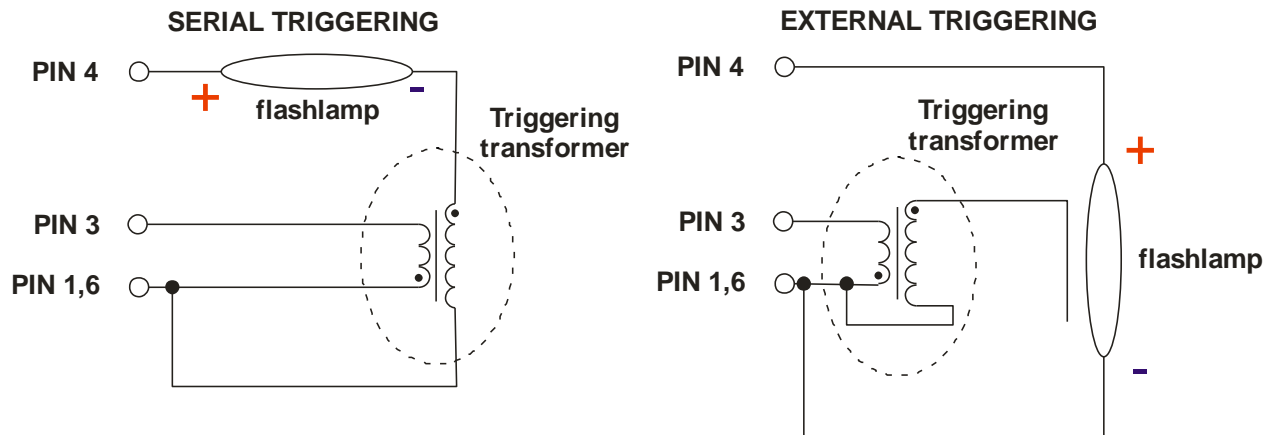 SERIAL TRIGGERING
PIN 4
+
-
flashlamp
Triggering
transformer
PIN 3
PIN 1,6
EXTERNAL TRIGGERING
PIN 4
Triggering
transformer
+
PIN 3
PIN 1,6
flashlamp
-